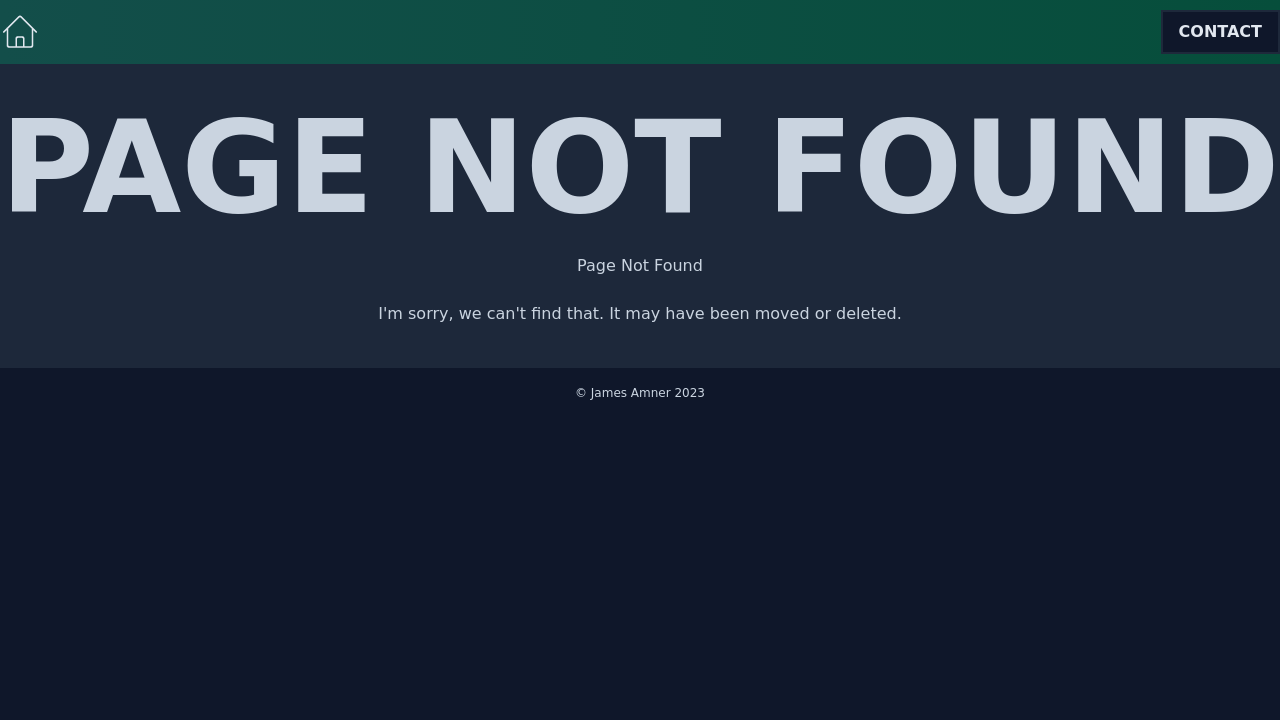 CONTACT
PAGE NOT FOUND
Page Not Found
I'm sorry, we can't find that. It may have been moved or deleted.
© James Amner 2023